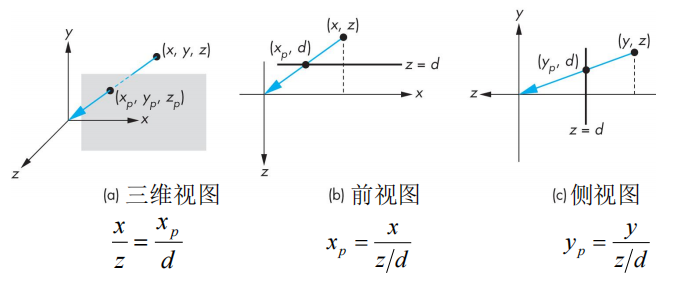 y
(x, y, z)
(xₚ, yₚ, zₚ)
x
z
(a) 三维视图
x/z = xₚ/d
(x, z)
(xₚ, d)
z = d
x
z
(b) 前视图
xₚ = x/(z/d)
y
(y, z)
(yₚ, d)
z
z = d
(c) 侧视图
yₚ = y/(z/d)